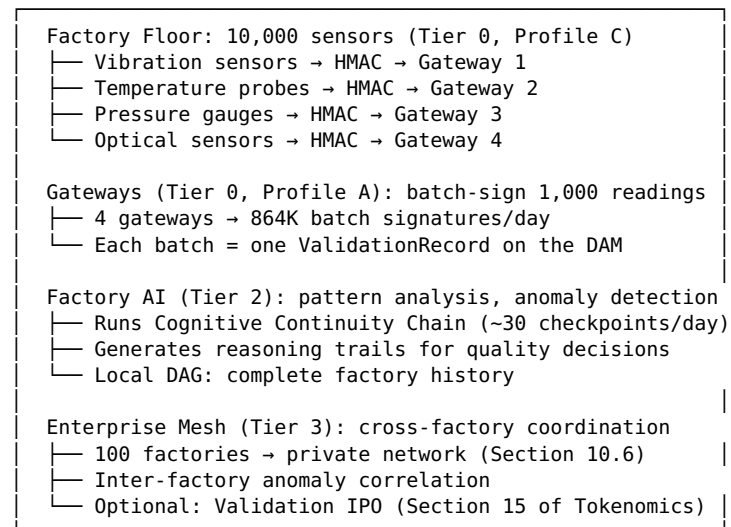 Factory Floor: 10,000 sensors (Tier 0, Profile C)
├── Vibration sensors → HMAC → Gateway 1
├── Temperature probes → HMAC → Gateway 2
├── Pressure gauges → HMAC → Gateway 3
└── Optical sensors → HMAC → Gateway 4
Gateways (Tier 0, Profile A): batch-sign 1,000 readings
├── 4 gateways → 864K batch signatures/day
└── Each batch = one ValidationRecord on the DAM
Factory AI (Tier 2): pattern analysis, anomaly detection
├── Runs Cognitive Continuity Chain (~30 checkpoints/day)
├── Generates reasoning trails for quality decisions
└── Local DAG: complete factory history
Enterprise Mesh (Tier 3): cross-factory coordination
├── 100 factories → private network (Section 10.6)
├── Inter-factory anomaly correlation
└── Optional: Validation IPO (Section 15 of Tokenomics)